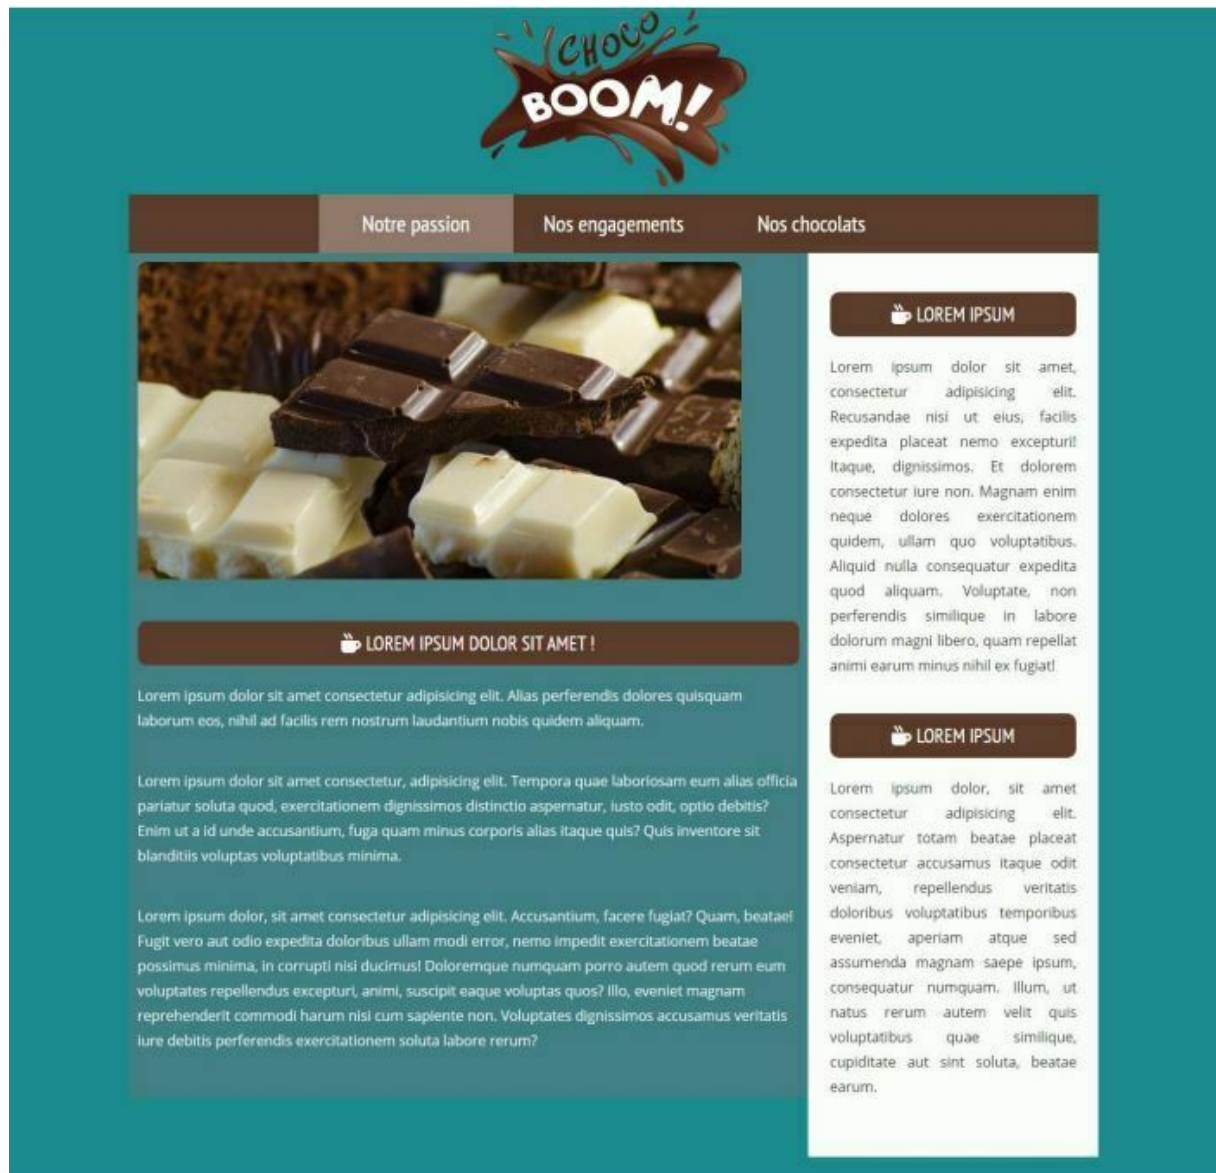 CHOCO
BOOM!
Notre passion
Nos engagements
Nos chocolats
LOREM IPSUM DOLOR SIT AMET !
Lorem ipsum dolor sit amet consectetur adipisicing elit. Alias perferendis dolores quisquam
laborum eos, nihil ad facilis rem nostrum laudantium nobis quidem aliquam.
Lorem ipsum dolor sit amet consectetur, adipisicing elit. Tempora quae laboriosam eum alias officia
pariatur soluta quod, exercitationem dignissimos distinctio aspernatur, iusto odit, optio debitis?
Enim ut a id unde accusantium, fuga quam minus corporis alias itaque quis? Quis inventore sit
blanditiis voluptas voluptatibus minima.
Lorem ipsum dolor, sit amet consectetur adipisicing elit. Accusantium, facere fugiat? Quam, beatae!
Fugit vero aut odio expedita doloribus ullam modi error, nemo impedit exercitationem beatae
possimus minima, in corrupti nisi ducimus! Doloremque numquam porro autem quod rerum eum
voluptates repellendus excepturi, animi, suscipit eaque voluptas quos? Illo, eveniet magnam
reprehenderit commodi harum nisi cum sapiente non. Voluptates dignissimos accusamus veritatis
iure debitis perferendis exercitationem soluta labore rerum?
LOREM IPSUM
Lorem ipsum dolor sit amet,
consectetur adipisicing elit.
Recusandae nisi ut eius, facilis
expedita placeat nemo excepturi!
Itaque, dignissimos. Et dolorem
consectetur iure non. Magnam enim
neque dolores exercitationem
quidem, ullam quo voluptatibus.
Aliquid nulla consequatur expedita
quod aliquam. Voluptate, non
perferendis similique in labore
dolorum magni libero, quam repellat
animi earum minus nihil ex fugiat!
LOREM IPSUM
Lorem ipsum dolor, sit amet
consectetur adipisicing elit.
Aspernatur totam beatae placeat
consectetur accusamus itaque odit
veniam, repellendus veritatis
doloribus voluptatibus temporibus
eveniet, aperiam atque sed
assumenda magnam saepe ipsum,
consequatur numquam. Illum, ut
natus rerum autem velit quis
voluptatibus quae similique,
cupiditate aut sint soluta, beatae
earum.